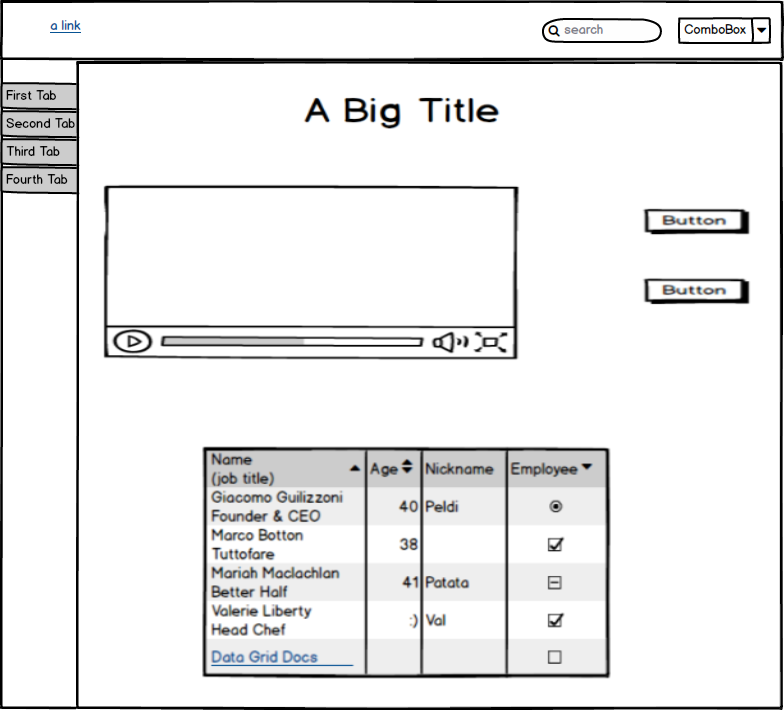 a link
search
ComboBox
First Tab
Second Tab
Third Tab
Fourth Tab
A Big Title
Button
Button
Name
(job title)
Age
Nickname
Employee
Giacomo Guilizzoni
Founder & CEO
40
Peldi
Marco Botton
Tuttofare
38
Mariah Maclachlan
Better Half
41
Patata
Valerie Liberty
Head Chef
:)
Val
Data Grid Docs